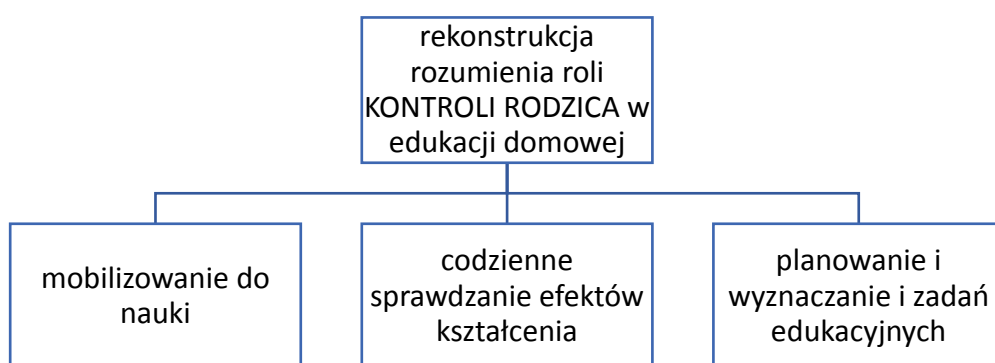 rekonstrukcja
rozumienia roli
KONTROLI RODZICA w
edukacji domowej
mobilizowanie do
nauki
codzienne
sprawdzanie efektów
kształcenia
planowanie i
wyznaczanie i zadań
edukacyjnych